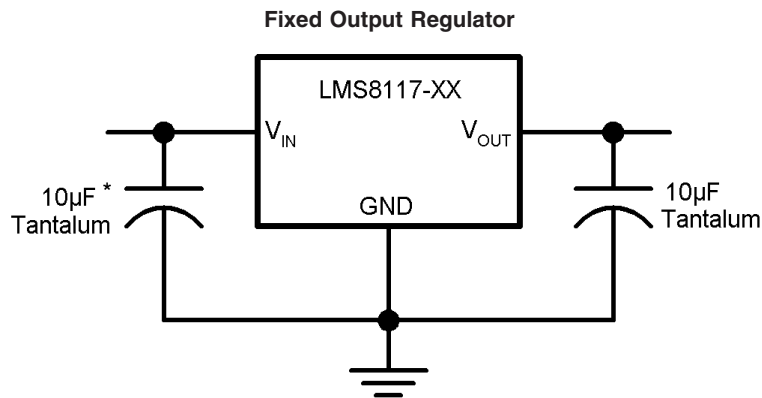 Fixed Output Regulator
LMS8117-XX
VIN
VOUT
10µF *
Tantalum
GND
10µF
Tantalum